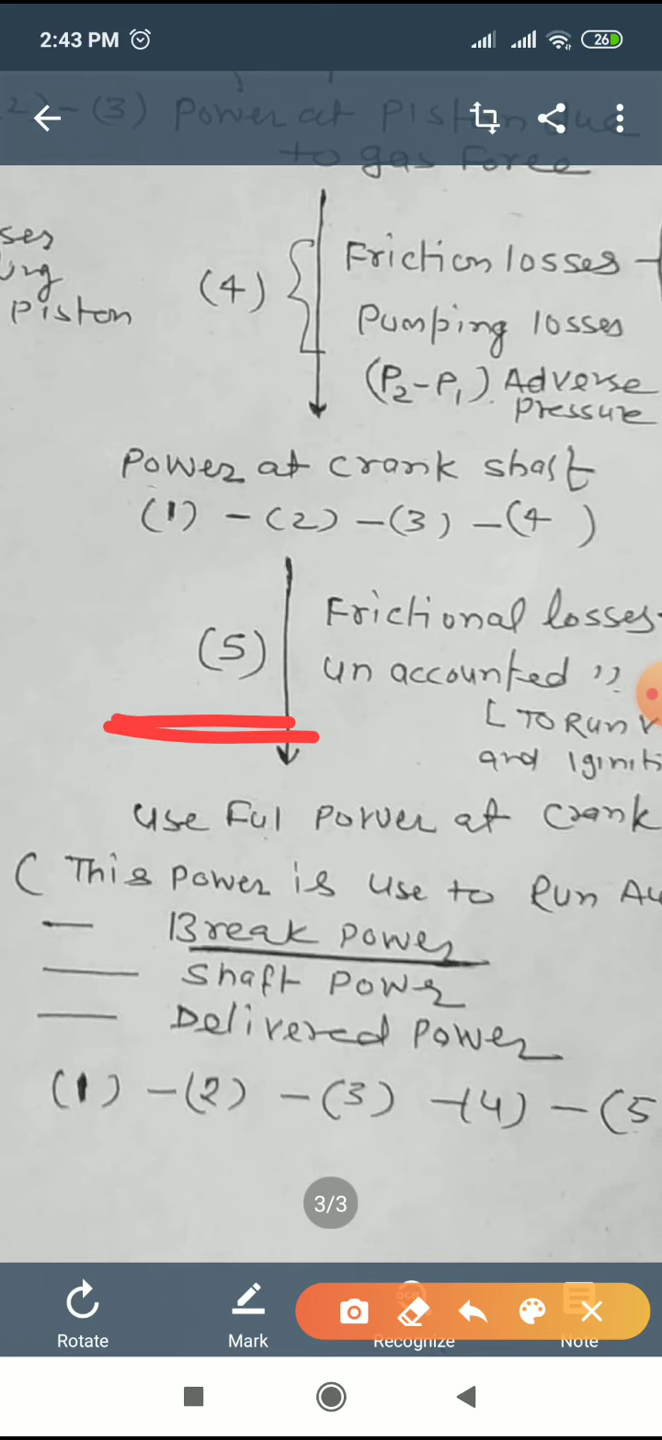 2:43 PM
26
2) - (3) Power at Piston due
to gas Force
ses
ing
Piston
(4)
Friction losses
Pumping losses
(P2-P1). Adverse
Pressure
Power at crank shaft
(1) - (2) - (3) - (4 )
(5)
Frictional losses
un accounted ''
[ To Run
and Igniti
use Ful Power at crank
( This Power is use to Run Au
— Break Power
— Shaft Power
— Delivered Power
(1) - (2) - (3) - (4) - (5
3/3
Rotate
Mark
Recognize
Note